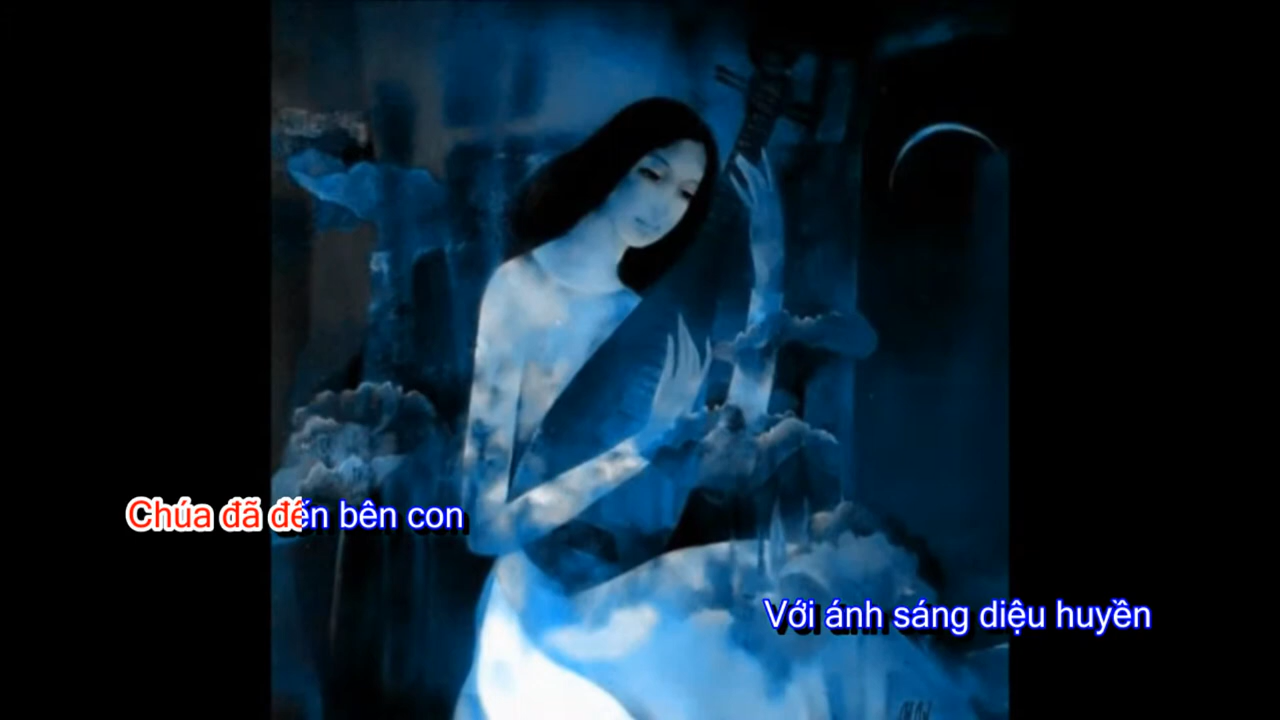 Chúa đã đến bên con
Với ánh sáng diệu huyền